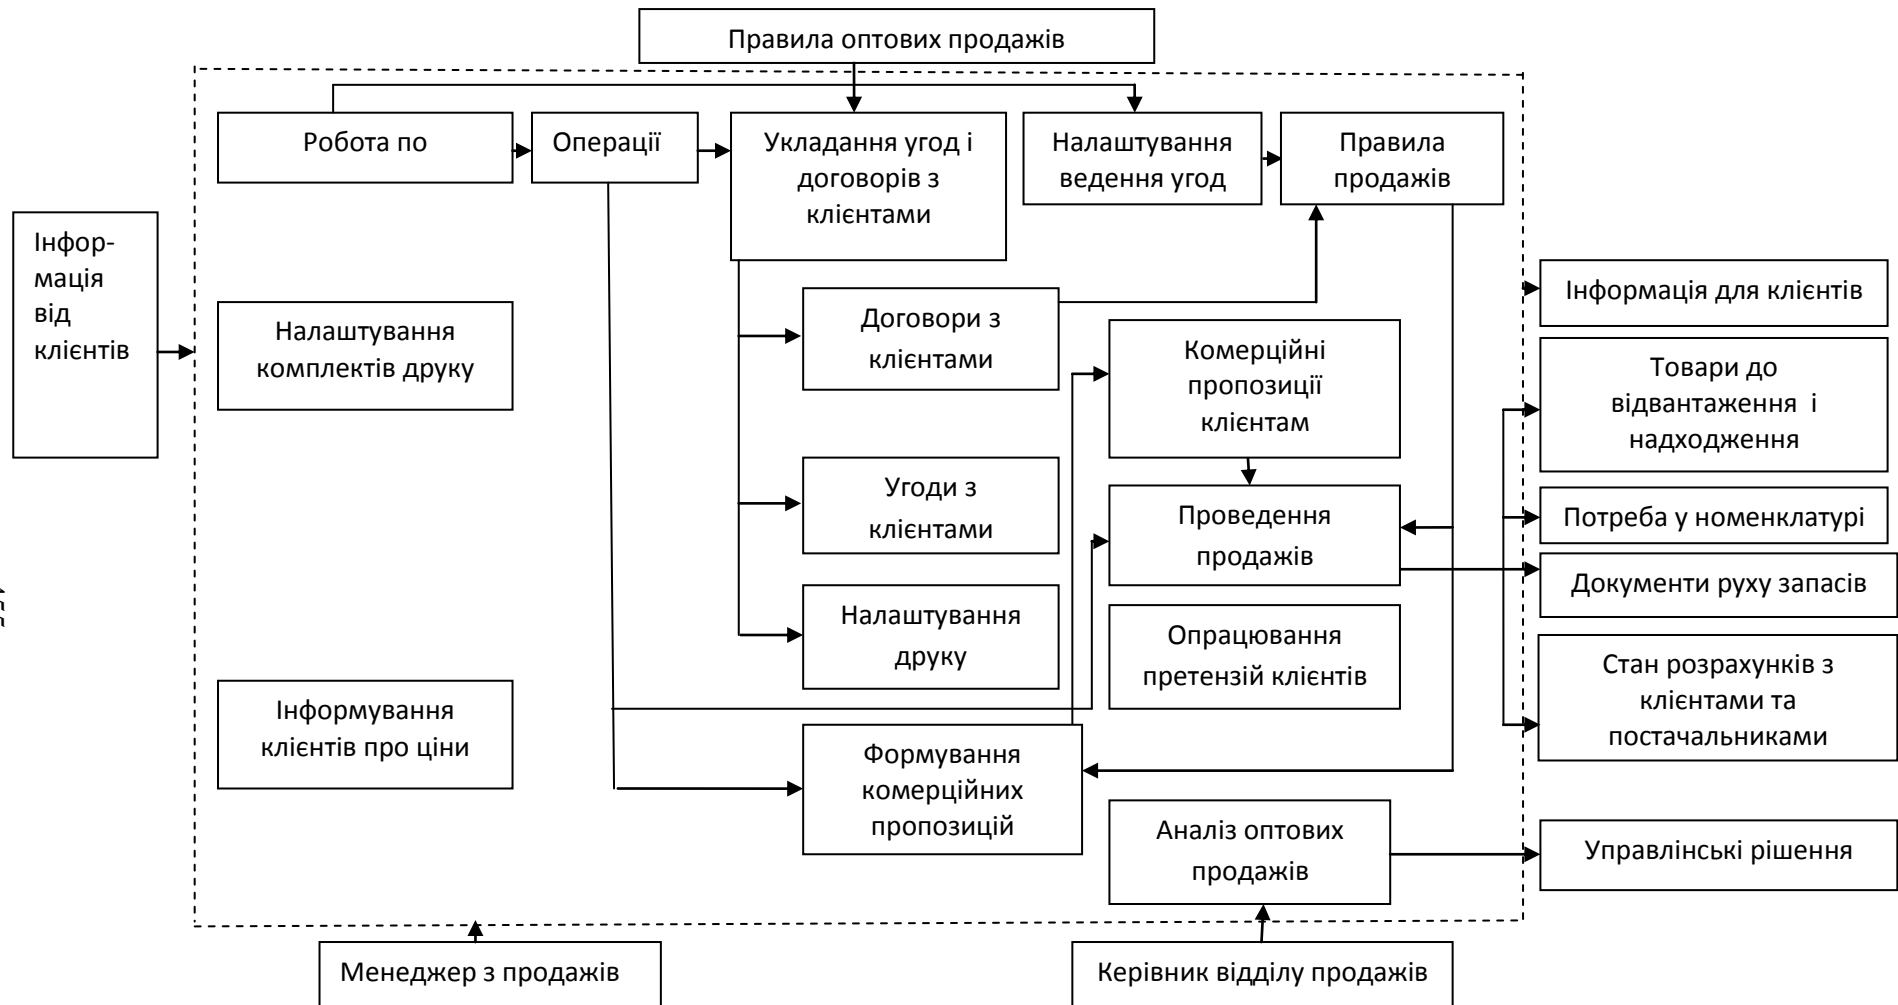 Правила оптових продажів
Робота по
Операції
Укладання угод і
договорів з
клієнтами
Налаштування
ведення угод
Правила
продажів
Інфор-
мація
від
клієнтів
Налаштування
комплектів друку
Договори з
клієнтами
Комерційні
пропозиції
клієнтам
Інформація для клієнтів
Товари до
відвантаження і
надходження
Угоди з
клієнтами
Проведення
продажів
Потреба у номенклатурі
Документи руху запасів
Налаштування
друку
Опрацювання
претензій клієнтів
Стан розрахунків з
клієнтами та
постачальниками
Інформування
клієнтів про ціни
Формування
комерційних
пропозицій
Аналіз оптових
продажів
Управлінські рішення
Менеджер з продажів
Керівник відділу продажів